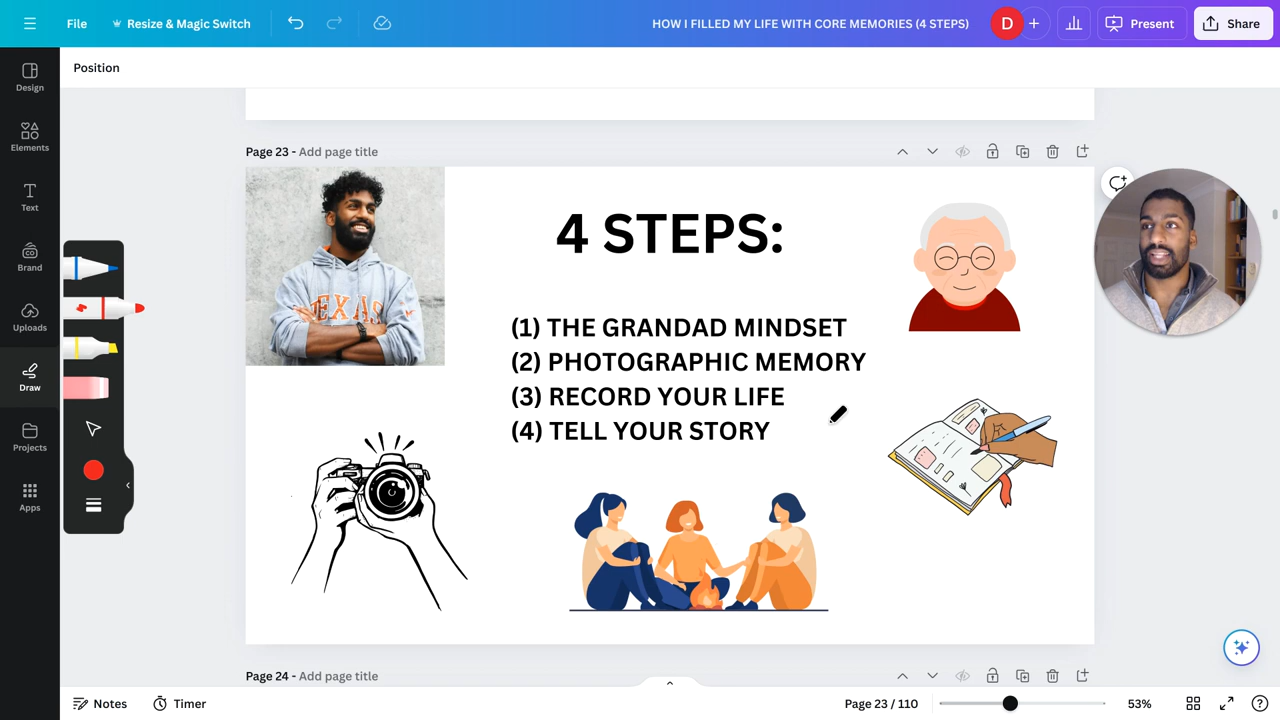 File
Resize & Magic Switch
HOW I FILLED MY LIFE WITH CORE MEMORIES (4 STEPS)
D
Present
Share
Position
Design
Elements
Text
Brand
Uploads
Draw
Projects
Apps
Page 23 - Add page title
4 STEPS:
TEXAS
(1) THE GRANDAD MINDSET
(2) PHOTOGRAPHIC MEMORY
(3) RECORD YOUR LIFE
(4) TELL YOUR STORY
Page 24 - Add page title
Notes
Timer
Page 23 / 110
53%